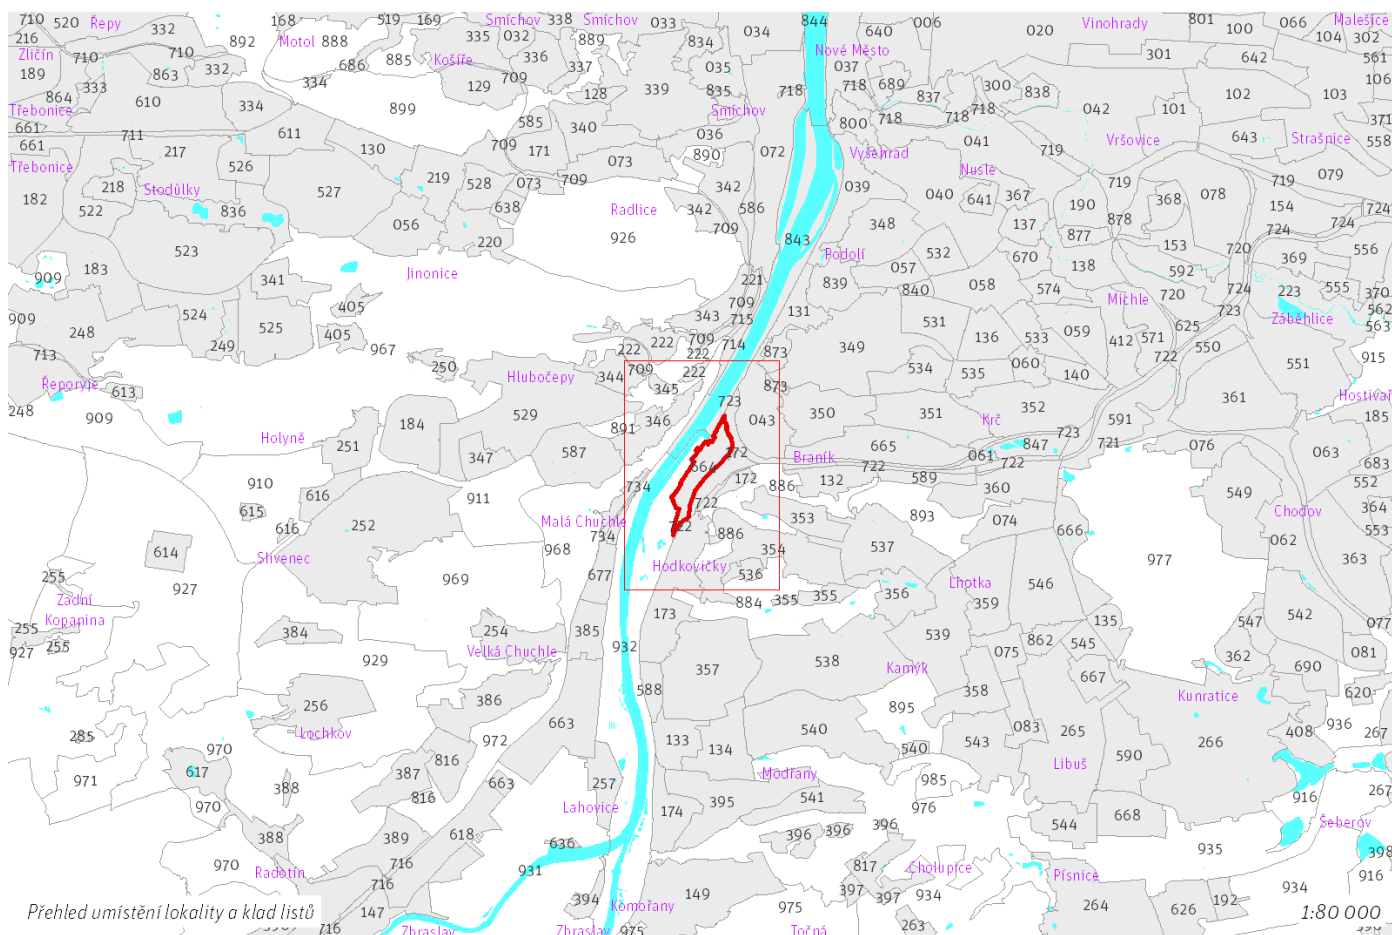 710 520 Řepy 332 168 519 169 Smíchov 338 Smíchov 033 844 006 Vinohrady 801 066 Malešice
216 892 Motol 888 335 032 889 834 034 640 020 100 104 302
Zličín 710 710 686 885 Košíře 336 Nové Město 301 642 561
189 863 332 334 709 337 035 037 106
333 129 128 339 835 718 718 689 837 300 838 102 103
864 610 334 899 Smíchov 718 718 042 101
Třebonice 585 340 036 800 718 371
661 711 611 041 643 Strašnice 558
661 217 130 709 171 072 Vyšehrad 719 Vršovice
Třebonice 526 073 890 Nusle 079
218 Stodůlky 527 219 528 073 709 342 039 040 367 719 719
182 522 836 638 641 190 368 078 154 724
523 056 Radlice 342 586 348 137 878 724
220 926 709 843 877 153 720 556
909 183 Jinonice Podolí 532 670 138 592 369
341 221 057 058 574 724 223 555 370
405 709 839 840 Michle 720 562
909 524 525 343 715 131 531 723 Záběhlice 563
248 249 405 967 709 714 349 136 533 059 412 571 625 550
713 222 222 222 873 060 722 551 915
Řeporyje 250 Hlubočepy 344 709 222 873 534 535 140
613 345 361 Hostivař
248 909 529 346 723 043 350 351 352 591 185
184 891 Krč
Holyně 251 587 172 665 847 723 721 076 063
347 664 Braník 061 722 683
910 616 911 734 172 722 589 552
615 616 252 722 886 132 360 549 364
Malá Chuchle 722 353 893 074 666 Choďov 553
614 Slivenec 968 734 886 062
354 537 977 363
255 969 677 Hodkovičky 536 Lhotka 546
927 355 356 359
Zadní 884 355 542
Kopanina 173 135 547 077
255 384 254 385 539 862 545
927 255 929 Velká Chuchle 932 538 Kamýk 075 362 081
357 667 690
256 386 588 358 620
895 Kunratice
Lochkov 663 540 083 265 936
285 970 972 133 134 540 543 590 266 408 267
816 Libuš
971 617 387 Modřany 985
388 663 257 916 267
970 816 Lahovice 174 395 541 976 668
396 396 396 544 Šeberov
388 389 618 636 935
970 716 817 Cholupice 398
Radotín 931 Písnice 916
716 394 149 397 397 934 934
147 Komořany 975 264 626 192
Přehled umístění lokality a klad listů 1:80 000
716 Zbraslav Zbraslav 975 Točná 263